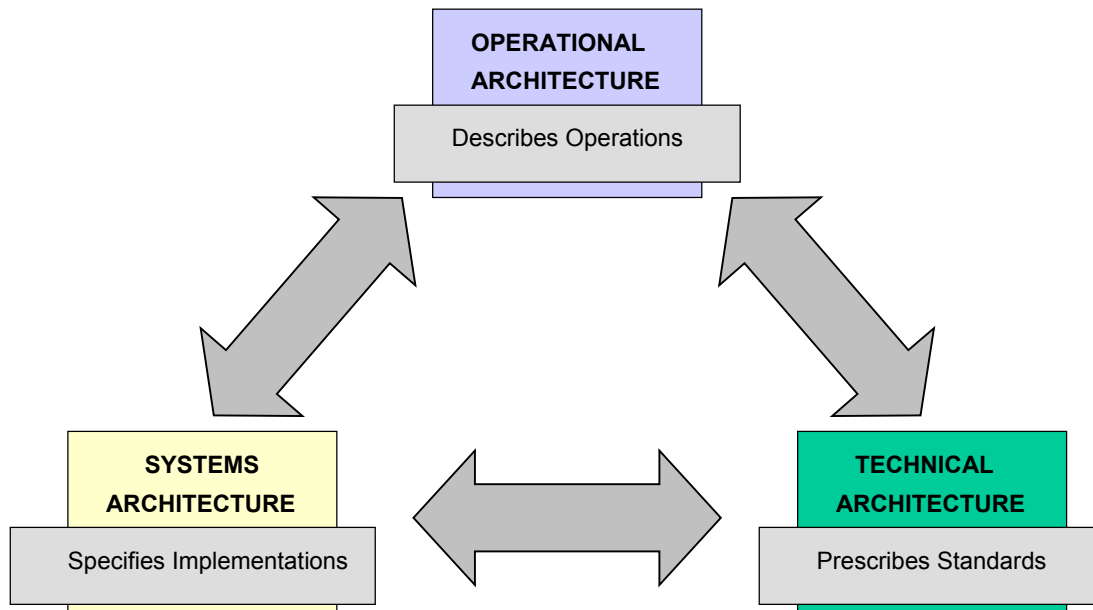 OPERATIONAL
ARCHITECTURE
Describes Operations
SYSTEMS
ARCHITECTURE
Specifies Implementations
TECHNICAL
ARCHITECTURE
Prescribes Standards